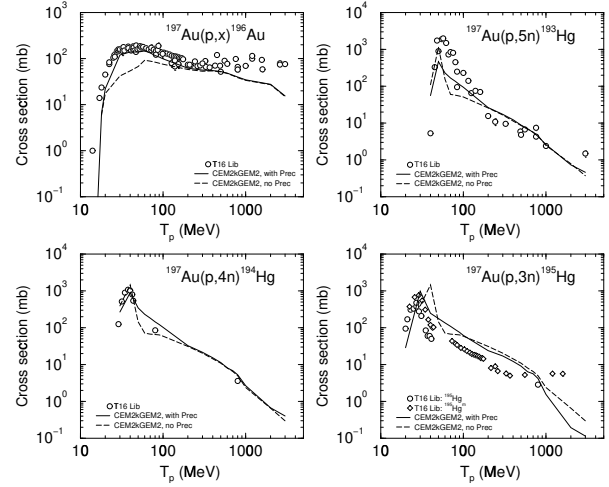 ¹⁹⁷Au(p,x)¹⁹⁶Au
10⁴
10³
10²
10¹
10⁰
10⁻¹
Cross section (mb)
T16 Lib
CEM2kGEM2, with Prec
CEM2kGEM2, no Prec
10 100 1000
Tₚ (MeV)
¹⁹⁷Au(p,5n)¹⁹³Hg
10⁴
10³
10²
10¹
10⁰
10⁻¹
Cross section (mb)
T16 Lib
CEM2kGEM2, with Prec
CEM2kGEM2, no Prec
10 100 1000
Tₚ (MeV)
¹⁹⁷Au(p,4n)¹⁹⁴Hg
10⁴
10³
10²
10¹
10⁰
10⁻¹
Cross section (mb)
T16 Lib
CEM2kGEM2, with Prec
CEM2kGEM2, no Prec
10 100 1000
Tₚ (MeV)
¹⁹⁷Au(p,3n)¹⁹⁵Hg
10⁴
10³
10²
10¹
10⁰
10⁻¹
Cross section (mb)
T16 Lib: ¹⁹⁵Hg
T16 Lib: ¹⁹⁵Hgₘ
CEM2kGEM2, with Prec
CEM2kGEM2, no Prec
10 100 1000
Tₚ (MeV)